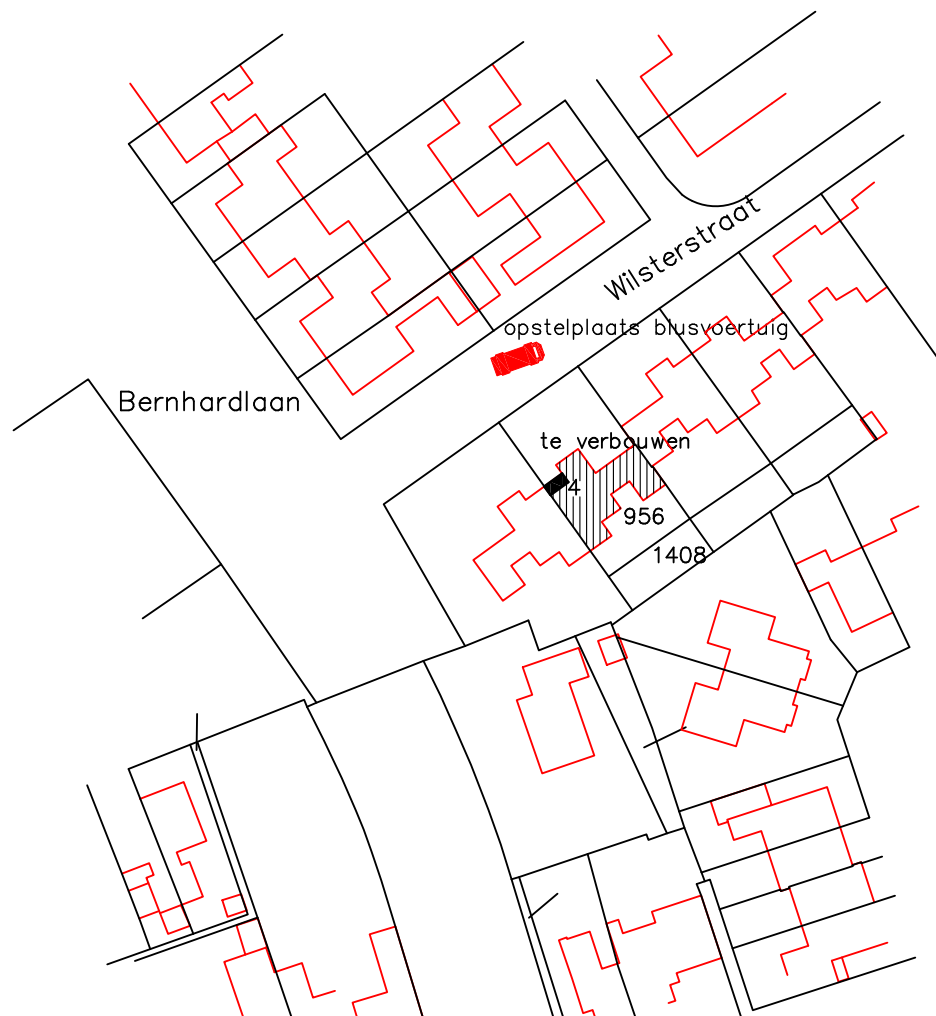 Wilsterstraat
opstelplaats blusvoertuig
Bernhardlaan
te verbouwen
4
956
1408